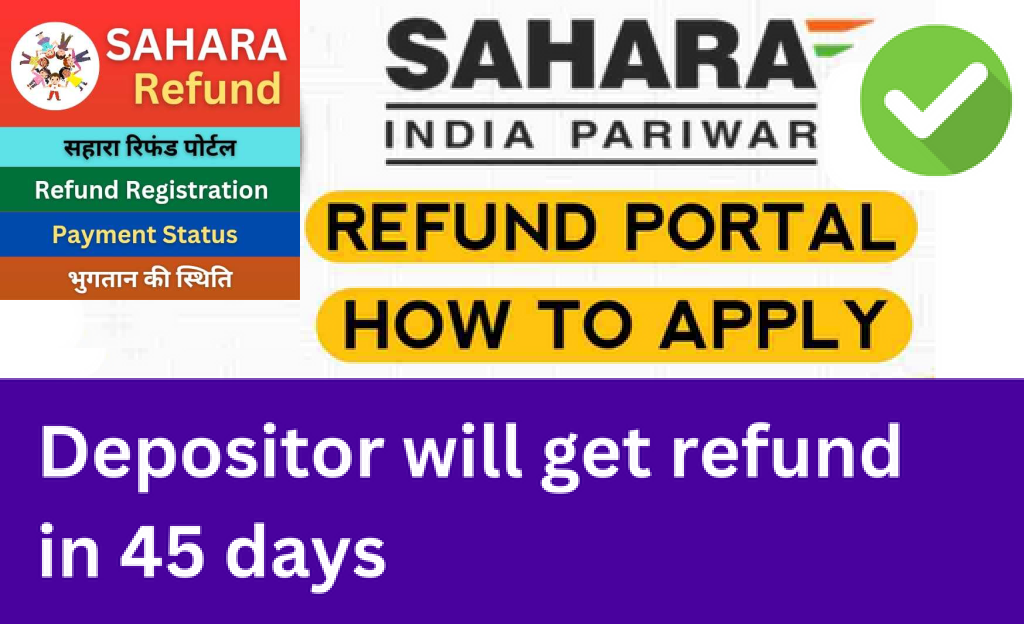 SAHARA
Refund
सहारा रिफंड पोर्टल
Refund Registration
Payment Status
भुगतान की स्थिति
SAHARA
INDIA PARIWAR
REFUND PORTAL
HOW TO APPLY
Depositor will get refund
in 45 days